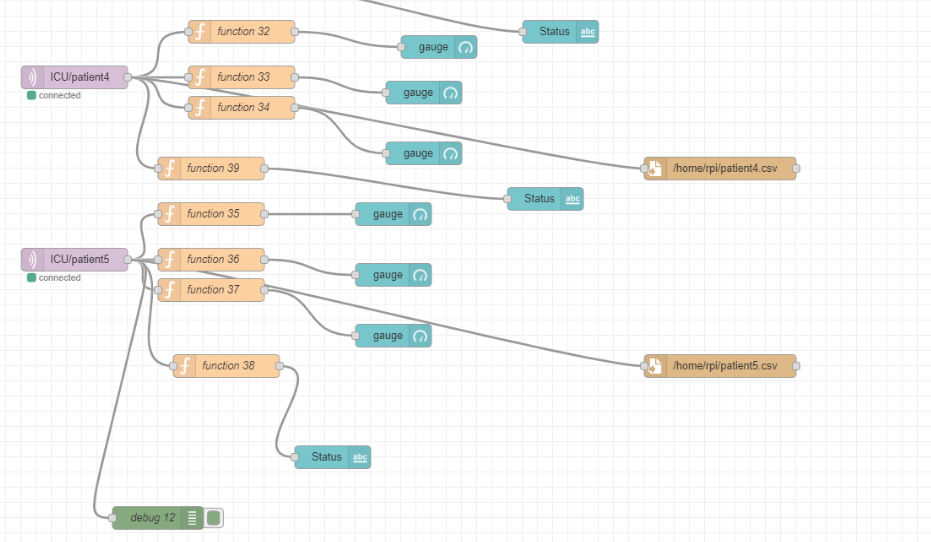 function 32
Status
abc
gauge
ICU/patient4
connected
function 33
gauge
function 34
gauge
function 39
/home/rpi/patient4.csv
Status
abc
function 35
gauge
ICU/patient5
connected
function 36
gauge
function 37
gauge
function 38
/home/rpi/patient5.csv
Status
abc
debug 12